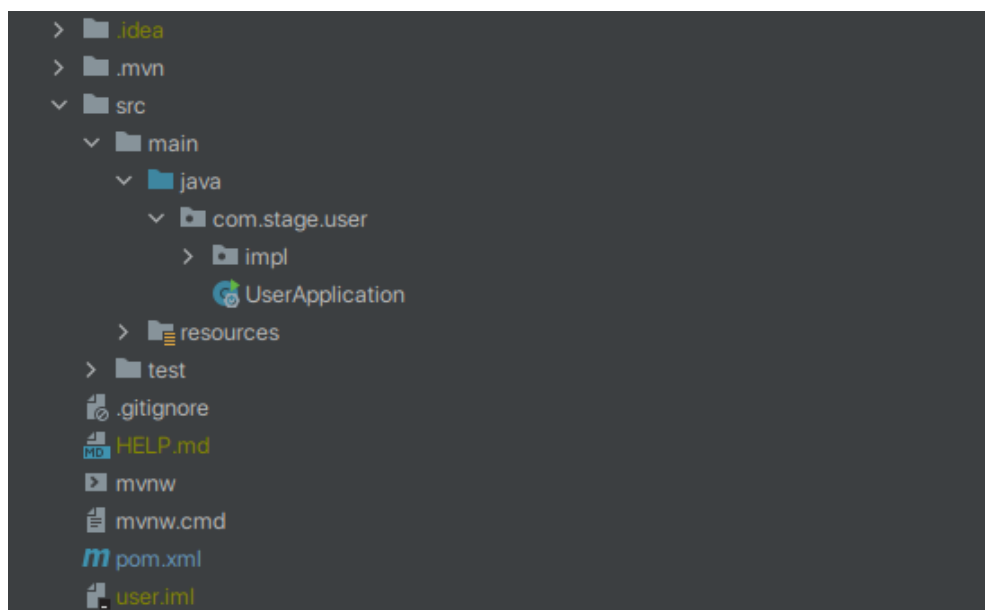 .idea
.mvn
src
main
java
com.stage.user
impl
UserApplication
resources
test
.gitignore
MD HELP.md
mvnw
mvnw.cmd
m pom.xml
user.iml